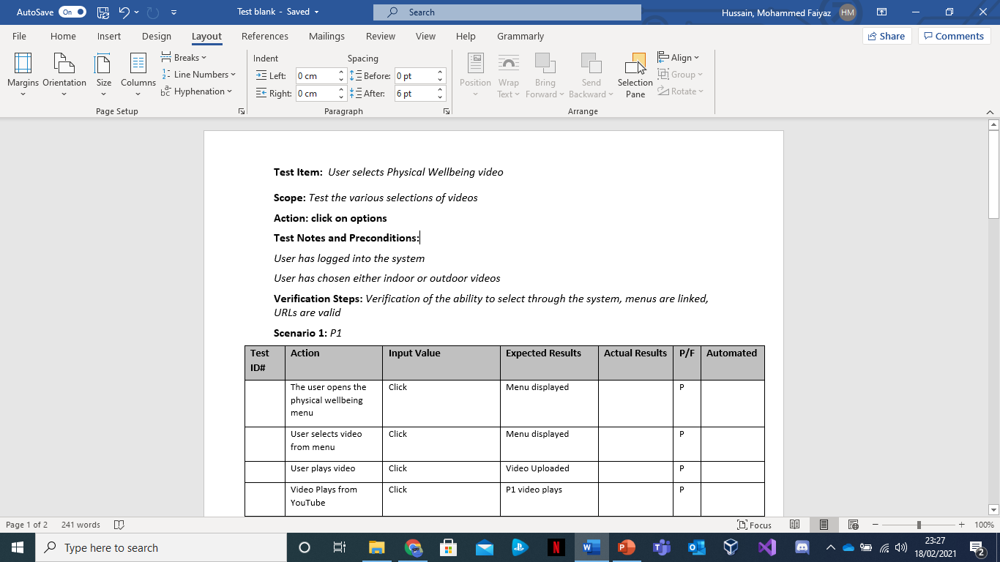 AutoSave On Test blank - Saved Search Hussain, Mohammed Faiyaz HM
File Home Insert Design Layout References Mailings Review View Help Grammarly Share Comments
Margins Orientation Size Columns
Breaks
Line Numbers
Hyphenation
Page Setup
Indent Spacing
Left: 0 cm Before: 0 pt
Right: 0 cm After: 6 pt
Paragraph
Position Wrap Text Bring Forward Send Backward Selection Pane
Align
Group
Rotate
Arrange
Test Item: User selects Physical Wellbeing video
Scope: Test the various selections of videos
Action: click on options
Test Notes and Preconditions:
User has logged into the system
User has chosen either indoor or outdoor videos
Verification Steps: Verification of the ability to select through the system, menus are linked,
URLs are valid
Scenario 1: P1
Test ID# Action Input Value Expected Results Actual Results P/F Automated
The user opens the physical wellbeing menu Click Menu displayed P
User selects video from menu Click Menu displayed P
User plays video Click Video Uploaded P
Video Plays from YouTube Click P1 video plays P
Page 1 of 2 241 words Focus 100%
Type here to search 23:27
18/02/2021 2